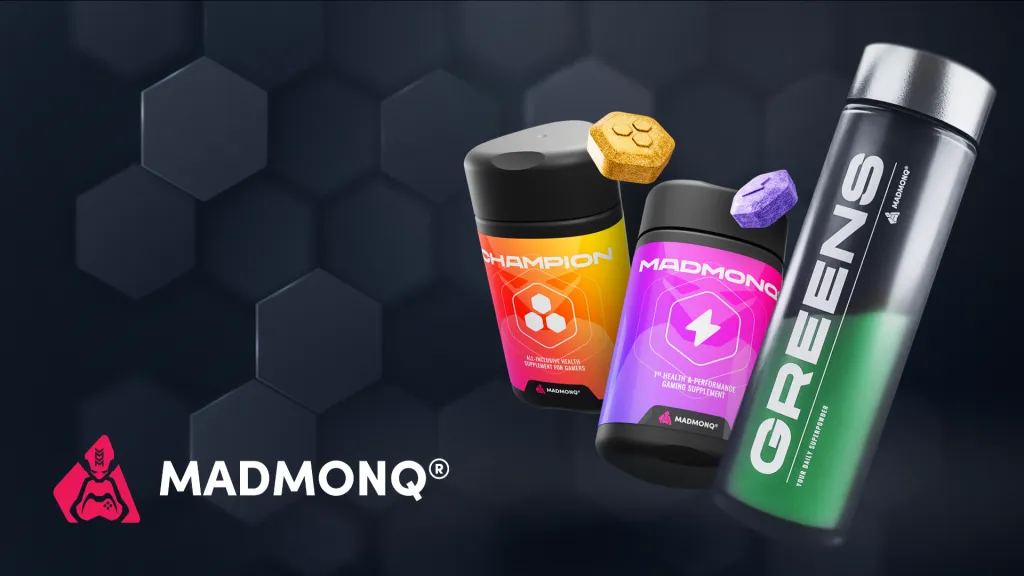 CHAMPION
ALL-INCLUSIVE HEALTH
SUPPLEMENT FOR GAMERS
MADMONQ®
MADMONQ
1ST HEALTH & PERFORMANCE
GAMING SUPPLEMENT
MADMONQ®
GREENS
YOUR DAILY SUPERPOWDER
MADMONQ®
MADMONQ®